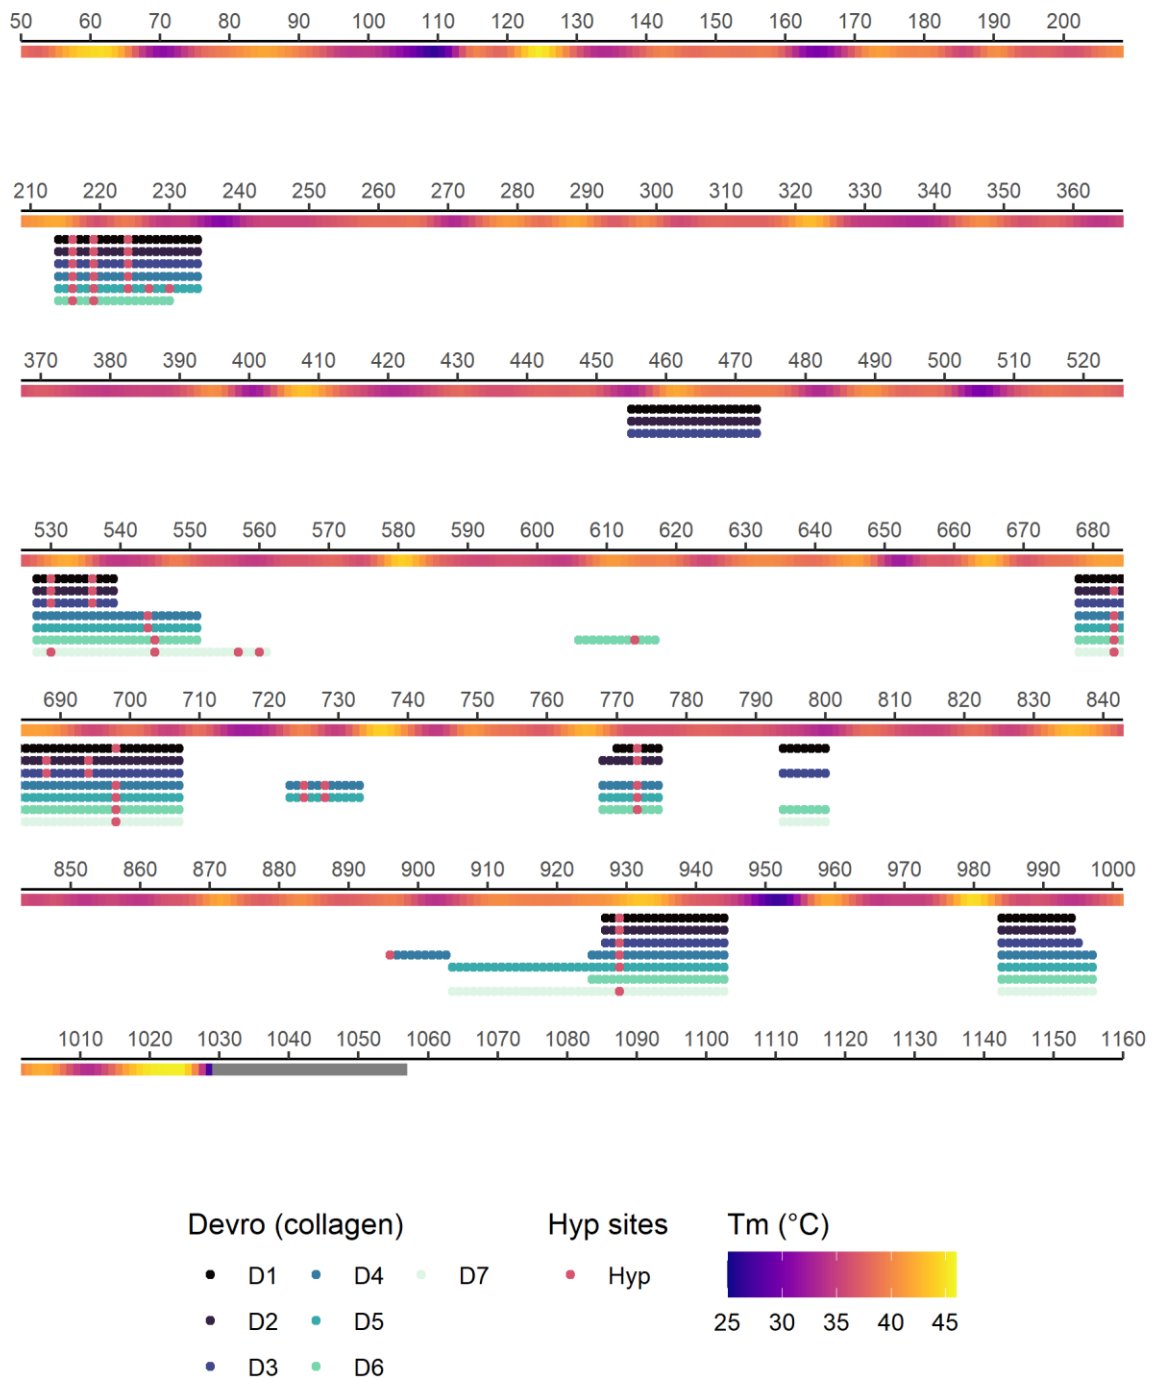 50 60 70 80 90 100 110 120 130 140 150 160 170 180 190 200
210 220 230 240 250 260 270 280 290 300 310 320 330 340 350 360
370 380 390 400 410 420 430 440 450 460 470 480 490 500 510 520
530 540 550 560 570 580 590 600 610 620 630 640 650 660 670 680
690 700 710 720 730 740 750 760 770 780 790 800 810 820 830 840
850 860 870 880 890 900 910 920 930 940 950 960 970 980 990 1000
1010 1020 1030 1040 1050 1060 1070 1080 1090 1100 1110 1120 1130 1140 1150 1160
Devro (collagen) Hyp sites Tm (°C)
D1 D4 D7 Hyp
D2 D5 25 30 35 40 45
D3 D6